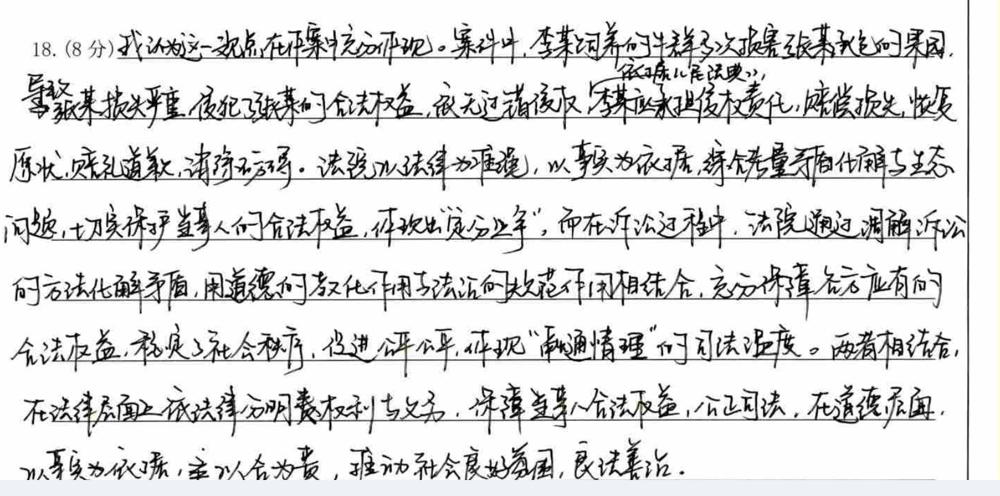 18. (8 分) 我认为这一观点在本案中充分体现。案件中，李某饲养的牛群多次损害张某承包的果园，
依据《民法典》，
导致张某损失严重，侵犯了张某的合法权益，依无过错侵权，李某应承担侵权责任，赔偿损失，恢复
原状，赔礼道歉，消除妨碍。法院以法律为准绳，以事实为依据，综合考量矛盾化解与生态
问题，切实保护当事人的合法权益，体现出"定分止争"，而在诉讼过程中，法院通过调解诉讼
的方法化解矛盾，用道德的教化作用与法治的规范作用相结合，充分保障各方应有的
合法权益，稳定了社会秩序，促进公平公平，体现"融通情理"的司法温度。两者相结合，
在法律层面上依法律分明权利与义务，保障当事人合法权益，公正司法，在道德层面，
以事实为依据，以合为贵，推动社会良好氛围，良法善治。